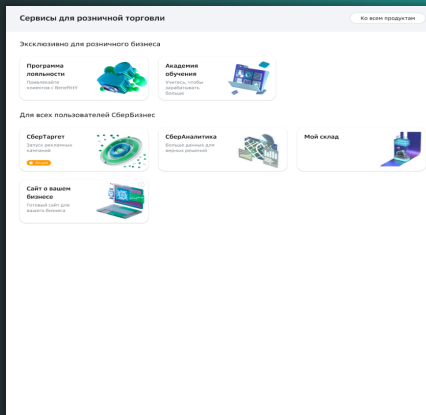 Сервисы для розничной торговли
Ко всем продуктам
Эксклюзивно для розничного бизнеса
Программа
лояльности
Привлекайте
клиентов с
Академия
обучения
Учитесь, чтобы
зарабатывать
больше
Для всех пользователей СберБизнес
СберТаргет
Запуск рекламных
кампаний
СберАналитика
Больше данных для
верных решений
Мой склад
Сайт о вашем
бизнесе
Готовый сайт для
вашего бизнеса